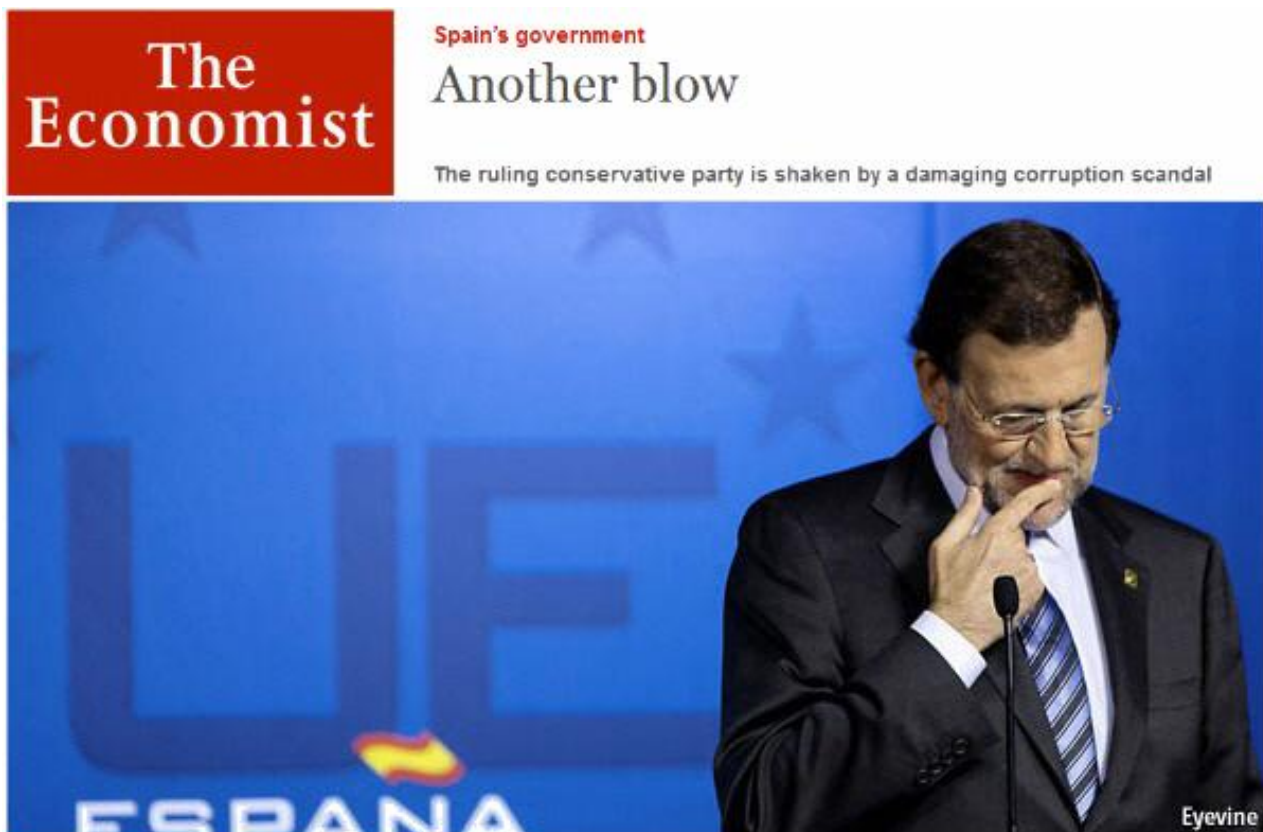 The
Economist
Spain's government
Another blow
The ruling conservative party is shaken by a damaging corruption scandal
UE
ESPAÑA
Eyevine